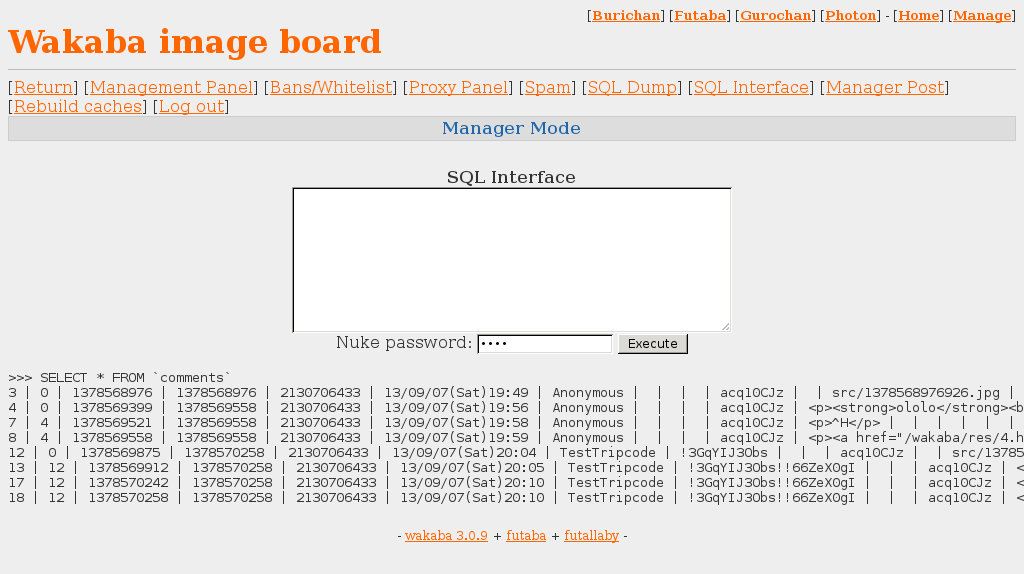 [Burichan] [Futaba] [Gurochan] [Photon] - [Home] [Manage]
Wakaba image board
[Return] [Management Panel] [Bans/Whitelist] [Proxy Panel] [Spam] [SQL Dump] [SQL Interface] [Manager Post]
[Rebuild caches] [Log out]
Manager Mode
SQL Interface
Nuke password: •••• Execute
>>> SELECT * FROM `comments`
3 | 0 | 1378568976 | 1378568976 | 2130706433 | 13/09/07(Sat)19:49 | Anonymous | | | | acq10CJz | | src/1378568976926.jpg |
4 | 0 | 1378569399 | 1378569558 | 2130706433 | 13/09/07(Sat)19:56 | Anonymous | | | | acq10CJz | <p><strong>ololo</strong><b
7 | 4 | 1378569521 | 1378569558 | 2130706433 | 13/09/07(Sat)19:58 | Anonymous | | | | acq10CJz | <p>^H</p> | | | | | |
8 | 4 | 1378569558 | 1378569558 | 2130706433 | 13/09/07(Sat)19:59 | Anonymous | | | | acq10CJz | <p><a href="/wakaba/res/4.h
12 | 0 | 1378569875 | 1378570258 | 2130706433 | 13/09/07(Sat)20:04 | TestTripcode | !3GqYIJ3Obs | | | acq10CJz | | src/13785
13 | 12 | 1378569912 | 1378570258 | 2130706433 | 13/09/07(Sat)20:05 | TestTripcode | !3GqYIJ3Obs!!66ZeX0gI | | | acq10CJz | <
17 | 12 | 1378570242 | 1378570258 | 2130706433 | 13/09/07(Sat)20:10 | TestTripcode | !3GqYIJ3Obs!!66ZeX0gI | | | acq10CJz | <
18 | 12 | 1378570258 | 1378570258 | 2130706433 | 13/09/07(Sat)20:10 | TestTripcode | !3GqYIJ3Obs!!66ZeX0gI | | | acq10CJz | <
- wakaba 3.0.9 + futaba + futallaby -